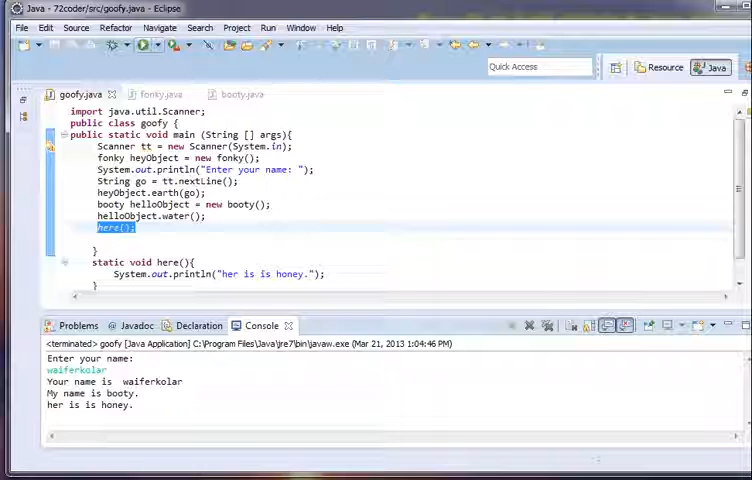 Java - 72coder/src/goofy.java - Eclipse
File Edit Source Refactor Navigate Search Project Run Window Help
Quick Access Resource Java
goofy.java fonky.java booty.java
import java.util.Scanner;
public class goofy {
public static void main (String [] args){
Scanner tt = new Scanner(System.in);
fonky heyObject = new fonky();
System.out.println("Enter your name: ");
String go = tt.nextLine();
heyObject.earth(go);
booty helloObject = new booty();
helloObject.water();
here();
}
static void here(){
System.out.println("her is is honey.");
}
Problems Javadoc Declaration Console
<terminated> goofy [Java Application] C:\Program Files\Java\jre7\bin\javaw.exe (Mar 21, 2013 1:04:46 PM)
Enter your name:
waiferkolar
Your name is  waiferkolar
My name is booty.
her is is honey.